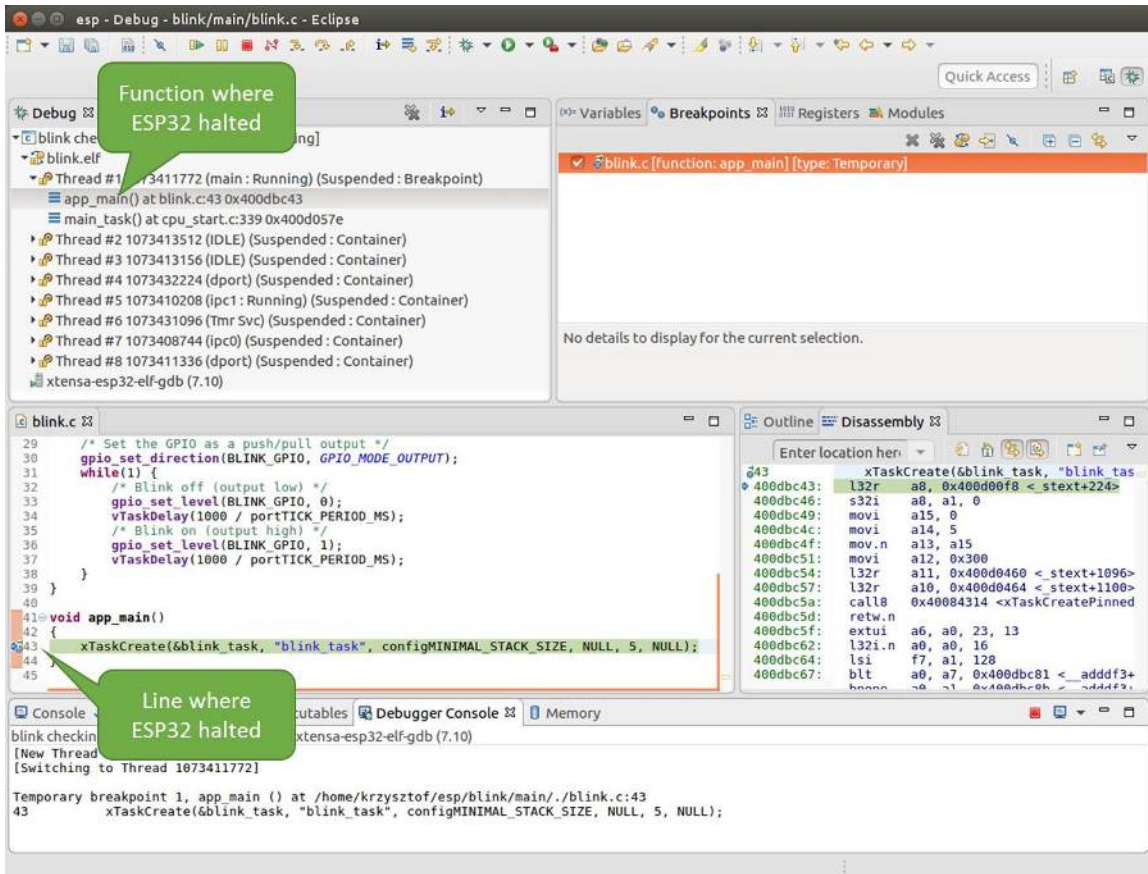 esp - Debug - blink/main/blink.c - Eclipse
Quick Access
Function where
ESP32 halted
Debug
blink che
ing]
blink.elf
Thread #1 1073411772 (main : Running) (Suspended : Breakpoint)
app_main() at blink.c:43 0x400dbc43
main_task() at cpu_start.c:339 0x400d057e
Thread #2 1073413512 (IDLE) (Suspended : Container)
Thread #3 1073413156 (IDLE) (Suspended : Container)
Thread #4 1073432224 (dport) (Suspended : Container)
Thread #5 1073410208 (ipc1 : Running) (Suspended : Container)
Thread #6 1073431096 (Tmr Svc) (Suspended : Container)
Thread #7 1073408744 (ipc0) (Suspended : Container)
Thread #8 1073411336 (dport) (Suspended : Container)
xtensa-esp32-elf-gdb (7.10)
(x)= Variables Breakpoints Registers Modules
blink.c [function: app_main] [type: Temporary]
No details to display for the current selection.
blink.c
29 /* Set the GPIO as a push/pull output */
30 gpio_set_direction(BLINK_GPIO, GPIO_MODE_OUTPUT);
31 while(1) {
32 /* Blink off (output low) */
33 gpio_set_level(BLINK_GPIO, 0);
34 vTaskDelay(1000 / portTICK_PERIOD_MS);
35 /* Blink on (output high) */
36 gpio_set_level(BLINK_GPIO, 1);
37 vTaskDelay(1000 / portTICK_PERIOD_MS);
38 }
39 }
40
41 void app_main()
42 {
43 xTaskCreate(&blink_task, "blink_task", configMINIMAL_STACK_SIZE, NULL, 5, NULL);
44
45
Line where
ESP32 halted
Outline Disassembly
Enter location her
43 xTaskCreate(&blink_task, "blink_tas
400dbc43: l32r a8, 0x400d00f8 <_stext+224>
400dbc46: s32i a8, a1, 0
400dbc49: movi a15, 0
400dbc4c: movi a14, 5
400dbc4f: mov.n a13, a15
400dbc51: movi a12, 0x300
400dbc54: l32r a11, 0x400d0460 <_stext+1096>
400dbc57: l32r a10, 0x400d0464 <_stext+1100>
400dbc5a: call8 0x40084314 <xTaskCreatePinned
400dbc5d: retw.n
400dbc5f: extui a6, a0, 23, 13
400dbc62: l32i.n a0, a0, 16
400dbc64: lsi f7, a1, 128
400dbc67: blt a0, a7, 0x400dbc81 <__adddf3+
Console
cutables Debugger Console Memory
blink checkin
xtensa-esp32-elf-gdb (7.10)
[New Thread
[Switching to Thread 1073411772]
Temporary breakpoint 1, app_main () at /home/krzysztof/esp/blink/main/./blink.c:43
43 xTaskCreate(&blink_task, "blink_task", configMINIMAL_STACK_SIZE, NULL, 5, NULL);